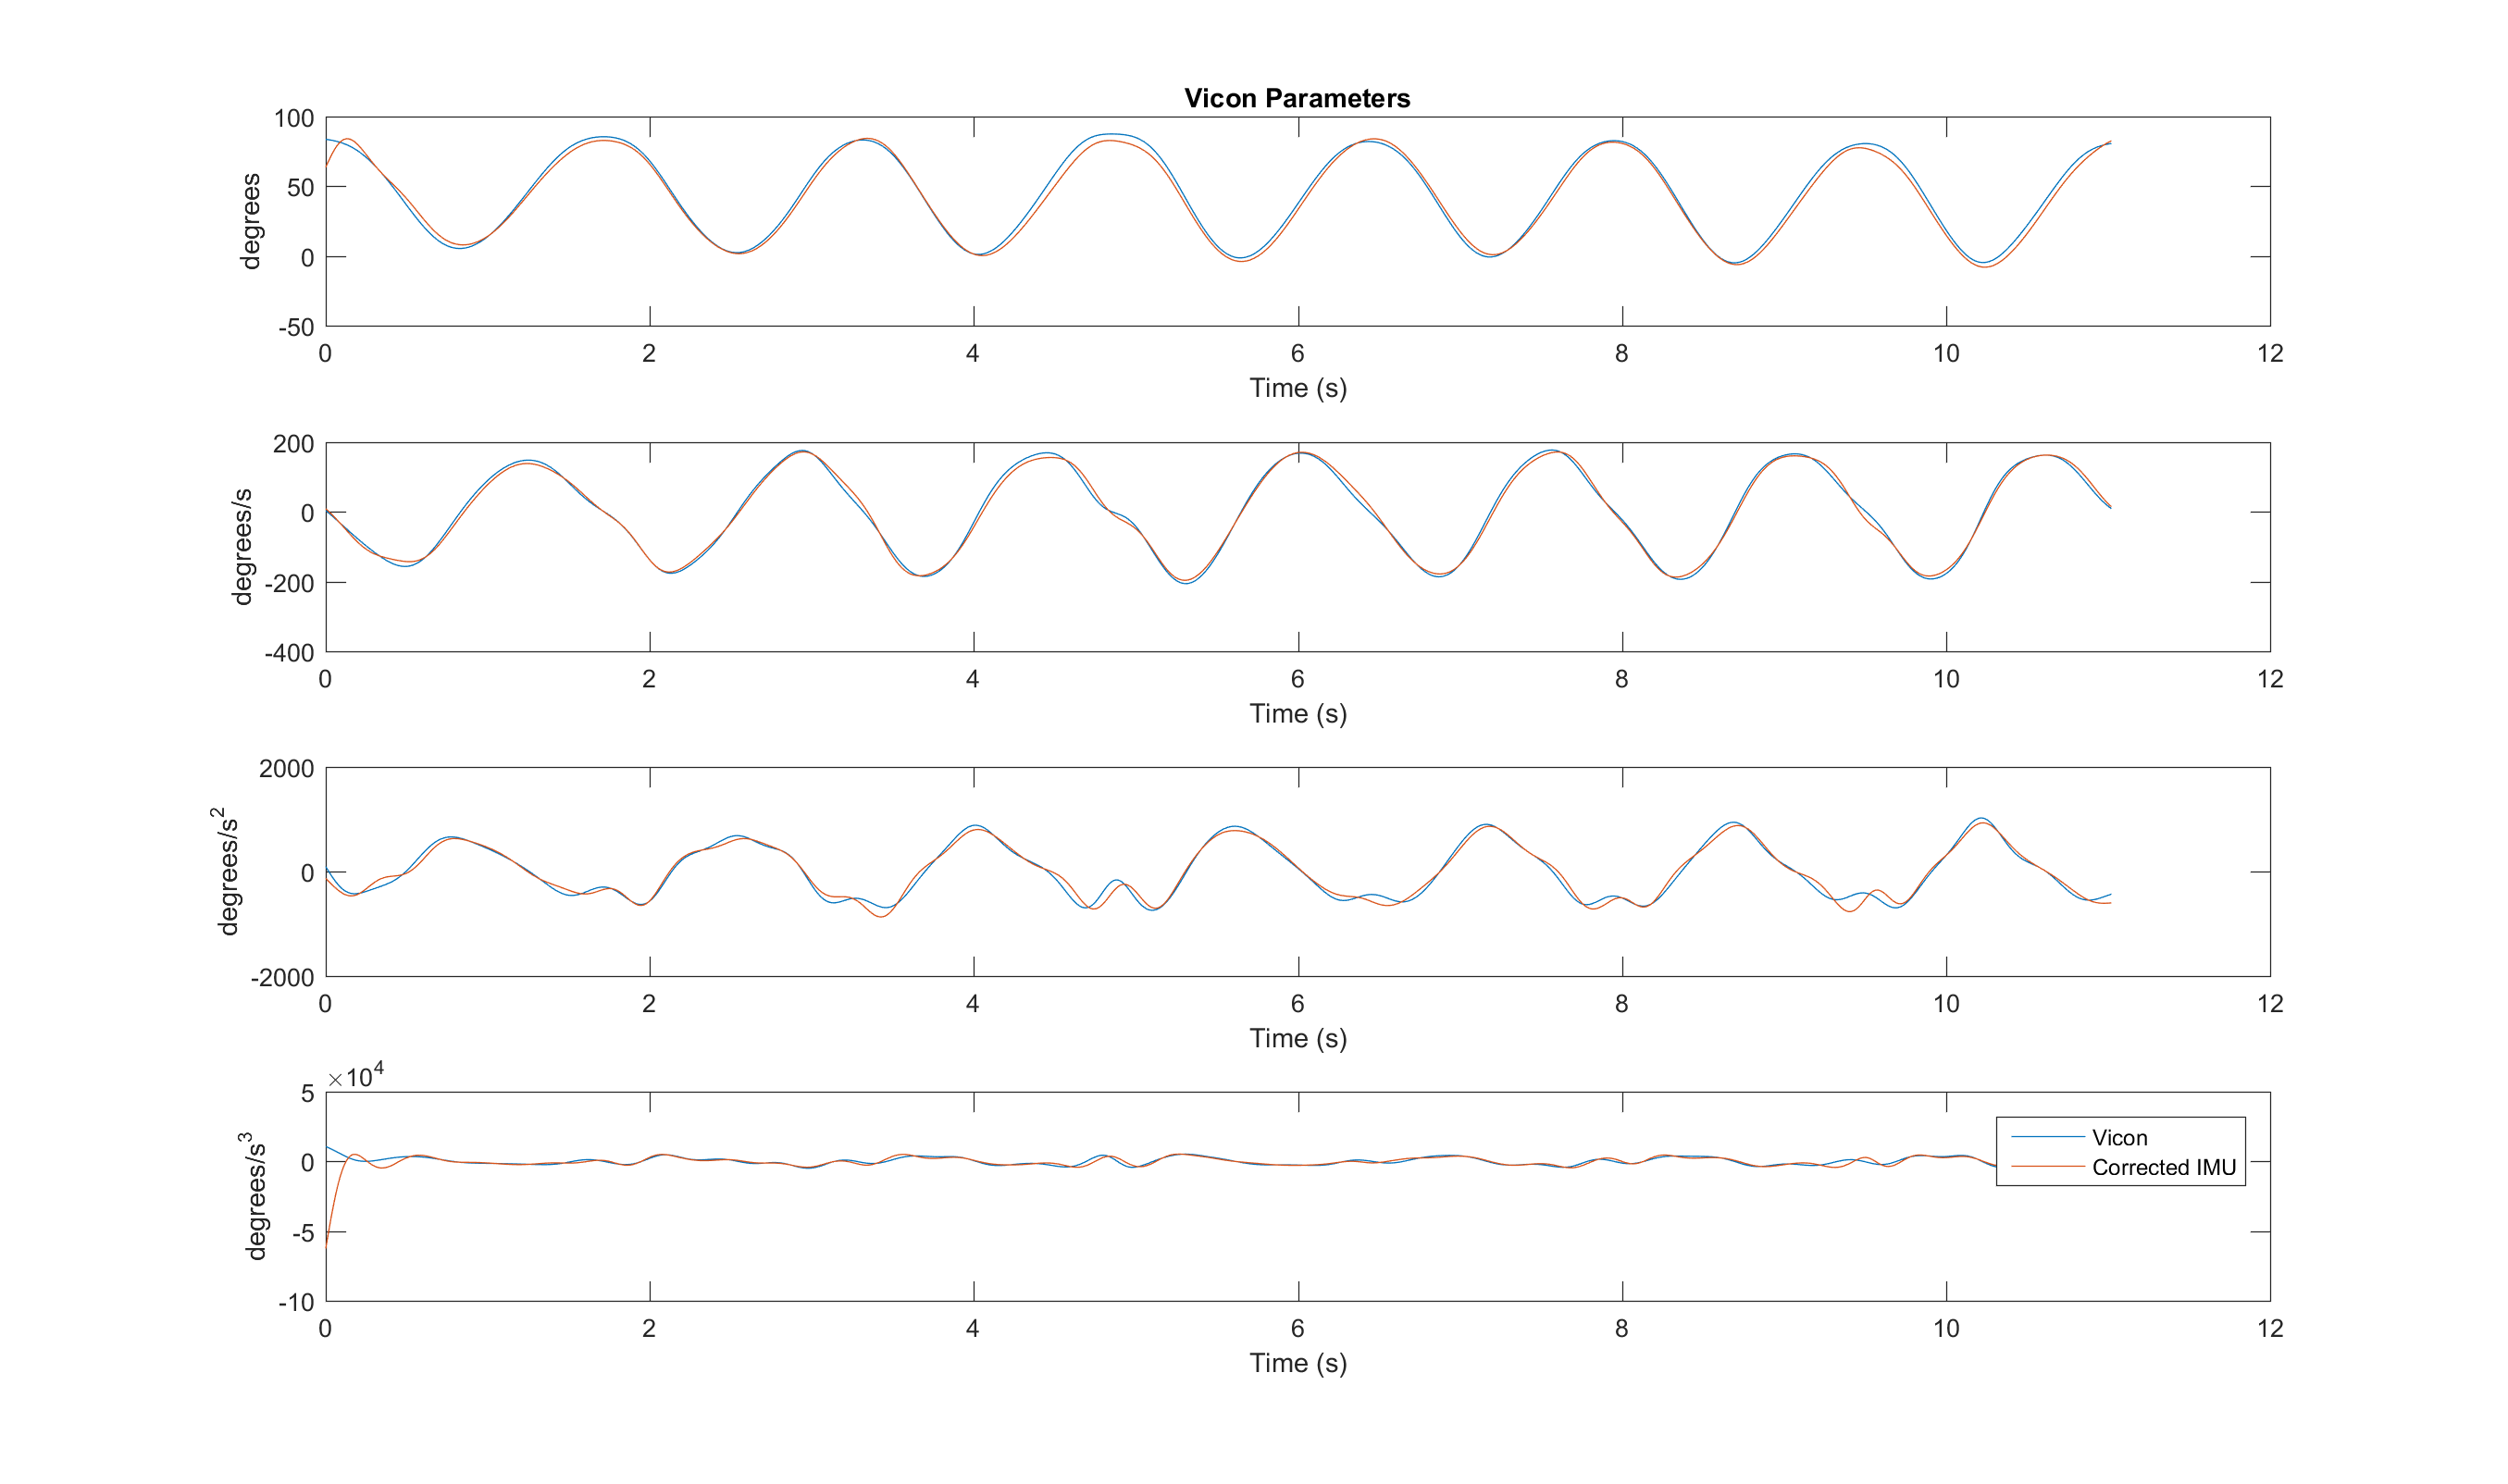 Vicon Parameters
degrees
100
50
0
-50
0 2 4 6 8 10 12
Time (s)
degrees/s
200
0
-200
-400
0 2 4 6 8 10 12
Time (s)
degrees/s²
2000
0
-2000
0 2 4 6 8 10 12
Time (s)
×10⁴
degrees/s³
5
0
-5
-10
Vicon
Corrected IMU
0 2 4 6 8 10 12
Time (s)